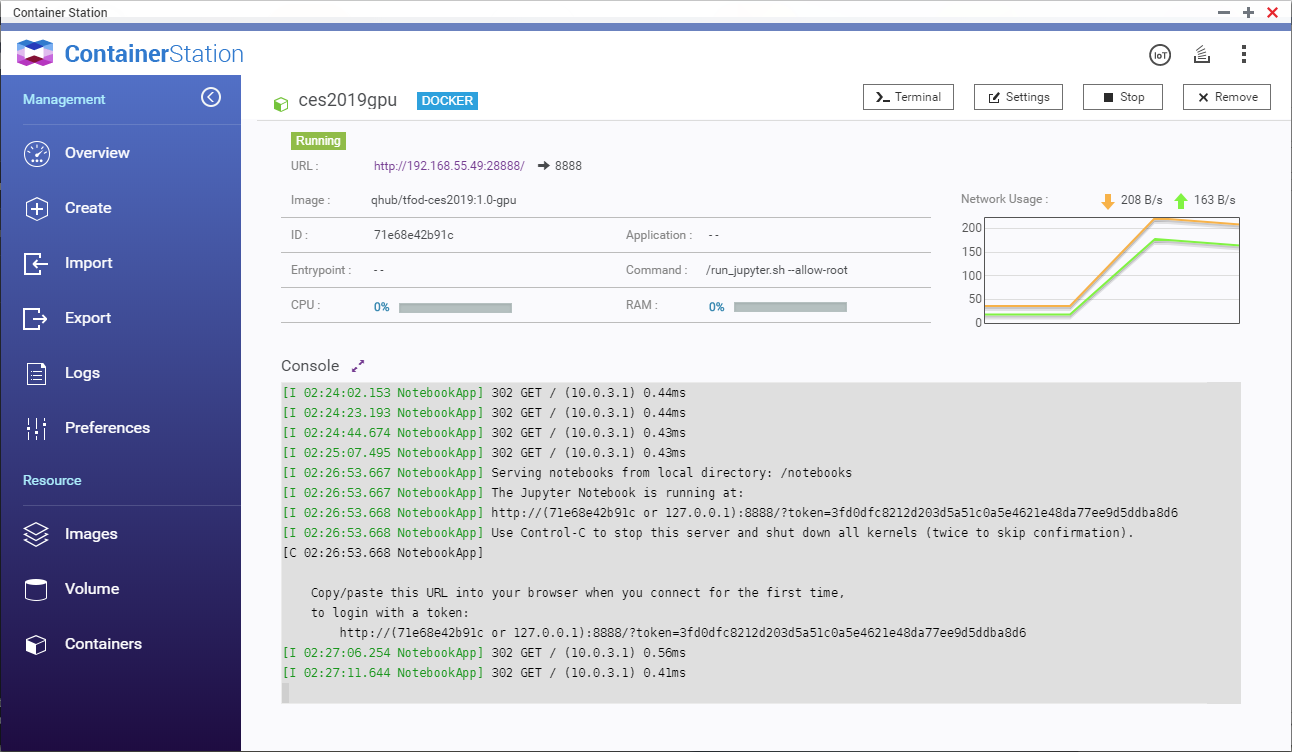 Container Station
ContainerStation
IoT
Management
Overview
Create
Import
Export
Logs
Preferences
Resource
Images
Volume
Containers
ces2019gpu DOCKER
Terminal Settings Stop Remove
Running
URL : http://192.168.55.49:28888/ 8888
Image : qhub/tfod-ces2019:1.0-gpu
ID : 71e68e42b91c Application : --
Entrypoint : -- Command : /run_jupyter.sh --allow-root
CPU : 0% RAM : 0%
Network Usage : 208 B/s 163 B/s
200
150
100
50
0
Console
[I 02:24:02.153 NotebookApp] 302 GET / (10.0.3.1) 0.44ms
[I 02:24:23.193 NotebookApp] 302 GET / (10.0.3.1) 0.44ms
[I 02:24:44.674 NotebookApp] 302 GET / (10.0.3.1) 0.43ms
[I 02:25:07.495 NotebookApp] 302 GET / (10.0.3.1) 0.43ms
[I 02:26:53.667 NotebookApp] Serving notebooks from local directory: /notebooks
[I 02:26:53.667 NotebookApp] The Jupyter Notebook is running at:
[I 02:26:53.668 NotebookApp] http://(71e68e42b91c or 127.0.0.1):8888/?token=3fd0dfc8212d203d5a51c0a5e4621e48da77ee9d5ddba8d6
[I 02:26:53.668 NotebookApp] Use Control-C to stop this server and shut down all kernels (twice to skip confirmation).
[C 02:26:53.668 NotebookApp]
Copy/paste this URL into your browser when you connect for the first time,
to login with a token:
http://(71e68e42b91c or 127.0.0.1):8888/?token=3fd0dfc8212d203d5a51c0a5e4621e48da77ee9d5ddba8d6
[I 02:27:06.254 NotebookApp] 302 GET / (10.0.3.1) 0.56ms
[I 02:27:11.644 NotebookApp] 302 GET / (10.0.3.1) 0.41ms